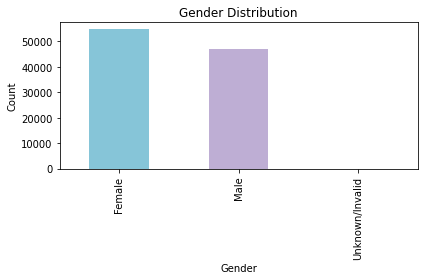 Gender Distribution
50000
40000
30000
20000
10000
0
Count
Female
Male
Unknown/Invalid
Gender